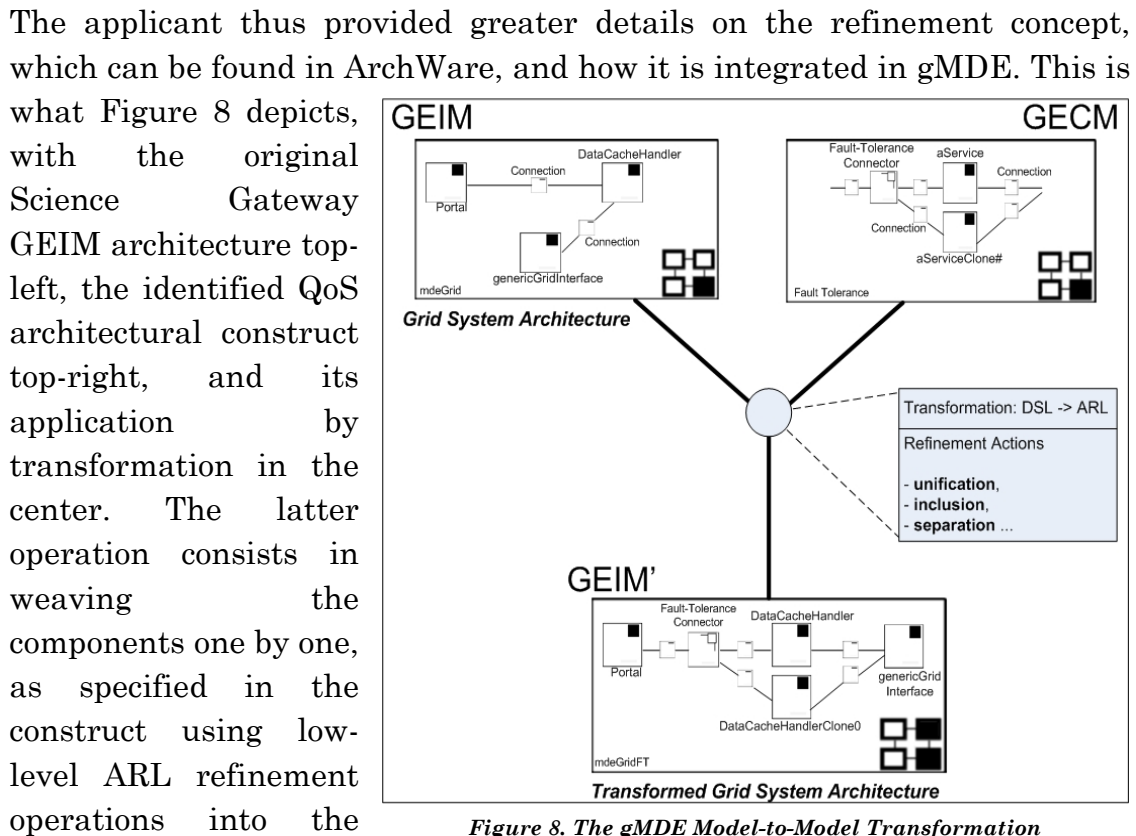 The applicant thus provided greater details on the refinement concept,
which can be found in ArchWare, and how it is integrated in gMDE. This is
what Figure 8 depicts,
with the original
Science Gateway
GEIM architecture top-
left, the identified QoS
architectural construct
top-right, and its
application by
transformation in the
center. The latter
operation consists in
weaving the
components one by one,
as specified in the
construct using low-
level ARL refinement
operations into the
GEIM
DataCacheHandler
Connection
Portal
Connection
genericGridInterface
mdeGrid
Grid System Architecture
GECM
Fault-Tolerance
Connector
aService
Connection
Connection
aServiceClone#
Fault Tolerance
Transformation: DSL -> ARL
Refinement Actions
- unification,
- inclusion,
- separation ...
GEIM'
Fault-Tolerance
Connector
DataCacheHandler
Portal
genericGrid
Interface
DataCacheHandlerClone0
mdeGridFT
Transformed Grid System Architecture
Figure 8. The gMDE Model-to-Model Transformation